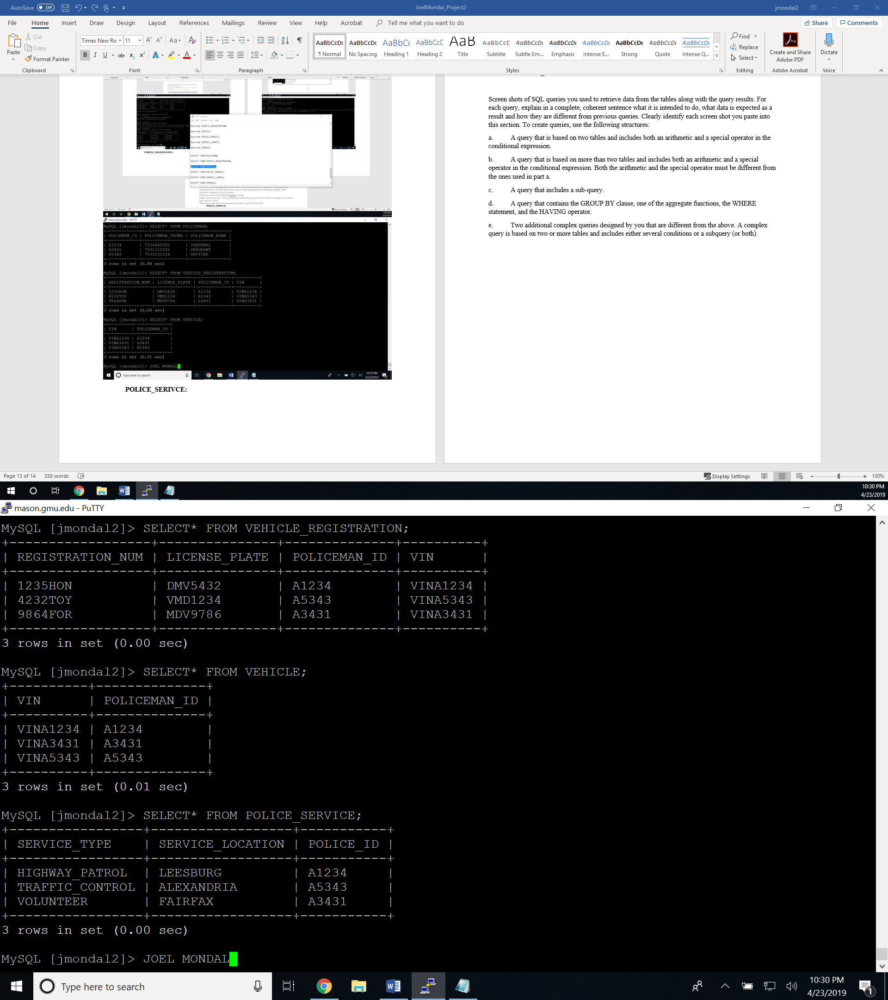 AutoSave Off
JoelMondal_Project2
jmondal2
File Home Insert Draw Design Layout References Mailings Review View Help Acrobat Tell me what you want to do Share Comments
Paste
Cut
Copy
Format Painter
Clipboard
Times New Ro 11
Font
Paragraph
AaBbCcDc AaBbCcDc AaBbC AaBbCcD AaB AaBbCcD AaBbCcDc AaBbCcDc AaBbCcDc AaBbCcDc AaBbCcDc AaBbCcDc
¶ Normal No Spacing Heading 1 Heading 2 Title Subtitle Subtle Em... Emphasis Intense E... Strong Quote Intense Q...
Styles
Find
Replace
Select
Editing
Create and Share
Adobe PDF
Adobe Acrobat
Dictate
Voice
VEHICLE_REGISTRATION:
describe VEHICLE_REGISTRATION;
describe VEHICLE;
describe POLICE_SERVICE;
describe SERVICE_LENGTH;
describe SERVICE;
SELECT* FROM POLICEMAN;
SELECT* FROM VEHICLE_REGISTRATION;
SELECT* FROM VEHICLE;
SELECT* FROM POLICE_SERVICE;
SELECT* FROM SERVICE_LENGTH;
SELECT* FROM SERVICE;
POLICE_SERIVCE:
mason.gmu.edu - PuTTY
MySQL [jmondal2]> SELECT* FROM POLICEMAN;
| POLCEMAN_ID | POLICEMAN_PHONE | POLICEMAN_RANK |
| A1234 | 7034445555 | CORPORAL |
| A3431 | 7031112222 | SERGEANT |
| A5343 | 7031231234 | OFFICER |
3 rows in set (0.00 sec)
MySQL [jmondal2]> SELECT* FROM VEHICLE_REGISTRATION;
| REGISTRATION_NUM | LICENSE_PLATE | POLICEMAN_ID | VIN |
| 1235HON | DMV5432 | A1234 | VINA1234 |
| 4232TOY | VMD1234 | A5343 | VINA5343 |
| 9864FOR | MDV9786 | A3431 | VINA3431 |
3 rows in set (0.00 sec)
MySQL [jmondal2]> SELECT* FROM VEHICLE;
| VIN | POLICEMAN_ID |
| VINA1234 | A1234 |
| VINA3431 | A3431 |
| VINA5343 | A5343 |
3 rows in set (0.01 sec)
MySQL [jmondal2]> JOEL MONDAL
Type here to search
10:29 PM
4/23/2019
POLICE_SERIVCE:
Screen shots of SQL queries you used to retrieve data from the tables along with the query results. For
each query, explain in a complete, coherent sentence what it is intended to do, what data is expected as a
result and how they are different from previous queries. Clearly identify each screen shot you paste into
this section. To create queries, use the following structures:
a. A query that is based on two tables and includes both an arithmetic and a special operator in the
conditional expression.
b. A query that is based on more than two tables and includes both an arithmetic and a special
operator in the conditional expression. Both the arithmetic and the special operator must be different from
the ones used in part a.
c. A query that includes a sub-query.
d. A query that contains the GROUP BY clause, one of the aggregate functions, the WHERE
statement, and the HAVING operator.
e. Two additional complex queries designed by you that are different from the above. A complex
query is based on two or more tables and includes either several conditions or a subquery (or both).
Page 13 of 14 358 words
Display Settings
100%
10:30 PM
4/23/2019
mason.gmu.edu - PuTTY
MySQL [jmondal2]> SELECT* FROM VEHICLE_REGISTRATION;
+------------------+---------------+--------------+----------+
| REGISTRATION_NUM | LICENSE_PLATE | POLICEMAN_ID | VIN |
+------------------+---------------+--------------+----------+
| 1235HON | DMV5432 | A1234 | VINA1234 |
| 4232TOY | VMD1234 | A5343 | VINA5343 |
| 9864FOR | MDV9786 | A3431 | VINA3431 |
+------------------+---------------+--------------+----------+
3 rows in set (0.00 sec)
MySQL [jmondal2]> SELECT* FROM VEHICLE;
+----------+--------------+
| VIN | POLICEMAN_ID |
+----------+--------------+
| VINA1234 | A1234 |
| VINA3431 | A3431 |
| VINA5343 | A5343 |
+----------+--------------+
3 rows in set (0.01 sec)
MySQL [jmondal2]> SELECT* FROM POLICE_SERVICE;
+-----------------+------------------+-----------+
| SERVICE_TYPE | SERVICE_LOCATION | POLICE_ID |
+-----------------+------------------+-----------+
| HIGHWAY_PATROL | LEESBURG | A1234 |
| TRAFFIC_CONTROL | ALEXANDRIA | A5343 |
| VOLUNTEER | FAIRFAX | A3431 |
+-----------------+------------------+-----------+
3 rows in set (0.00 sec)
MySQL [jmondal2]> JOEL MONDAL
Type here to search
10:30 PM
4/23/2019
1